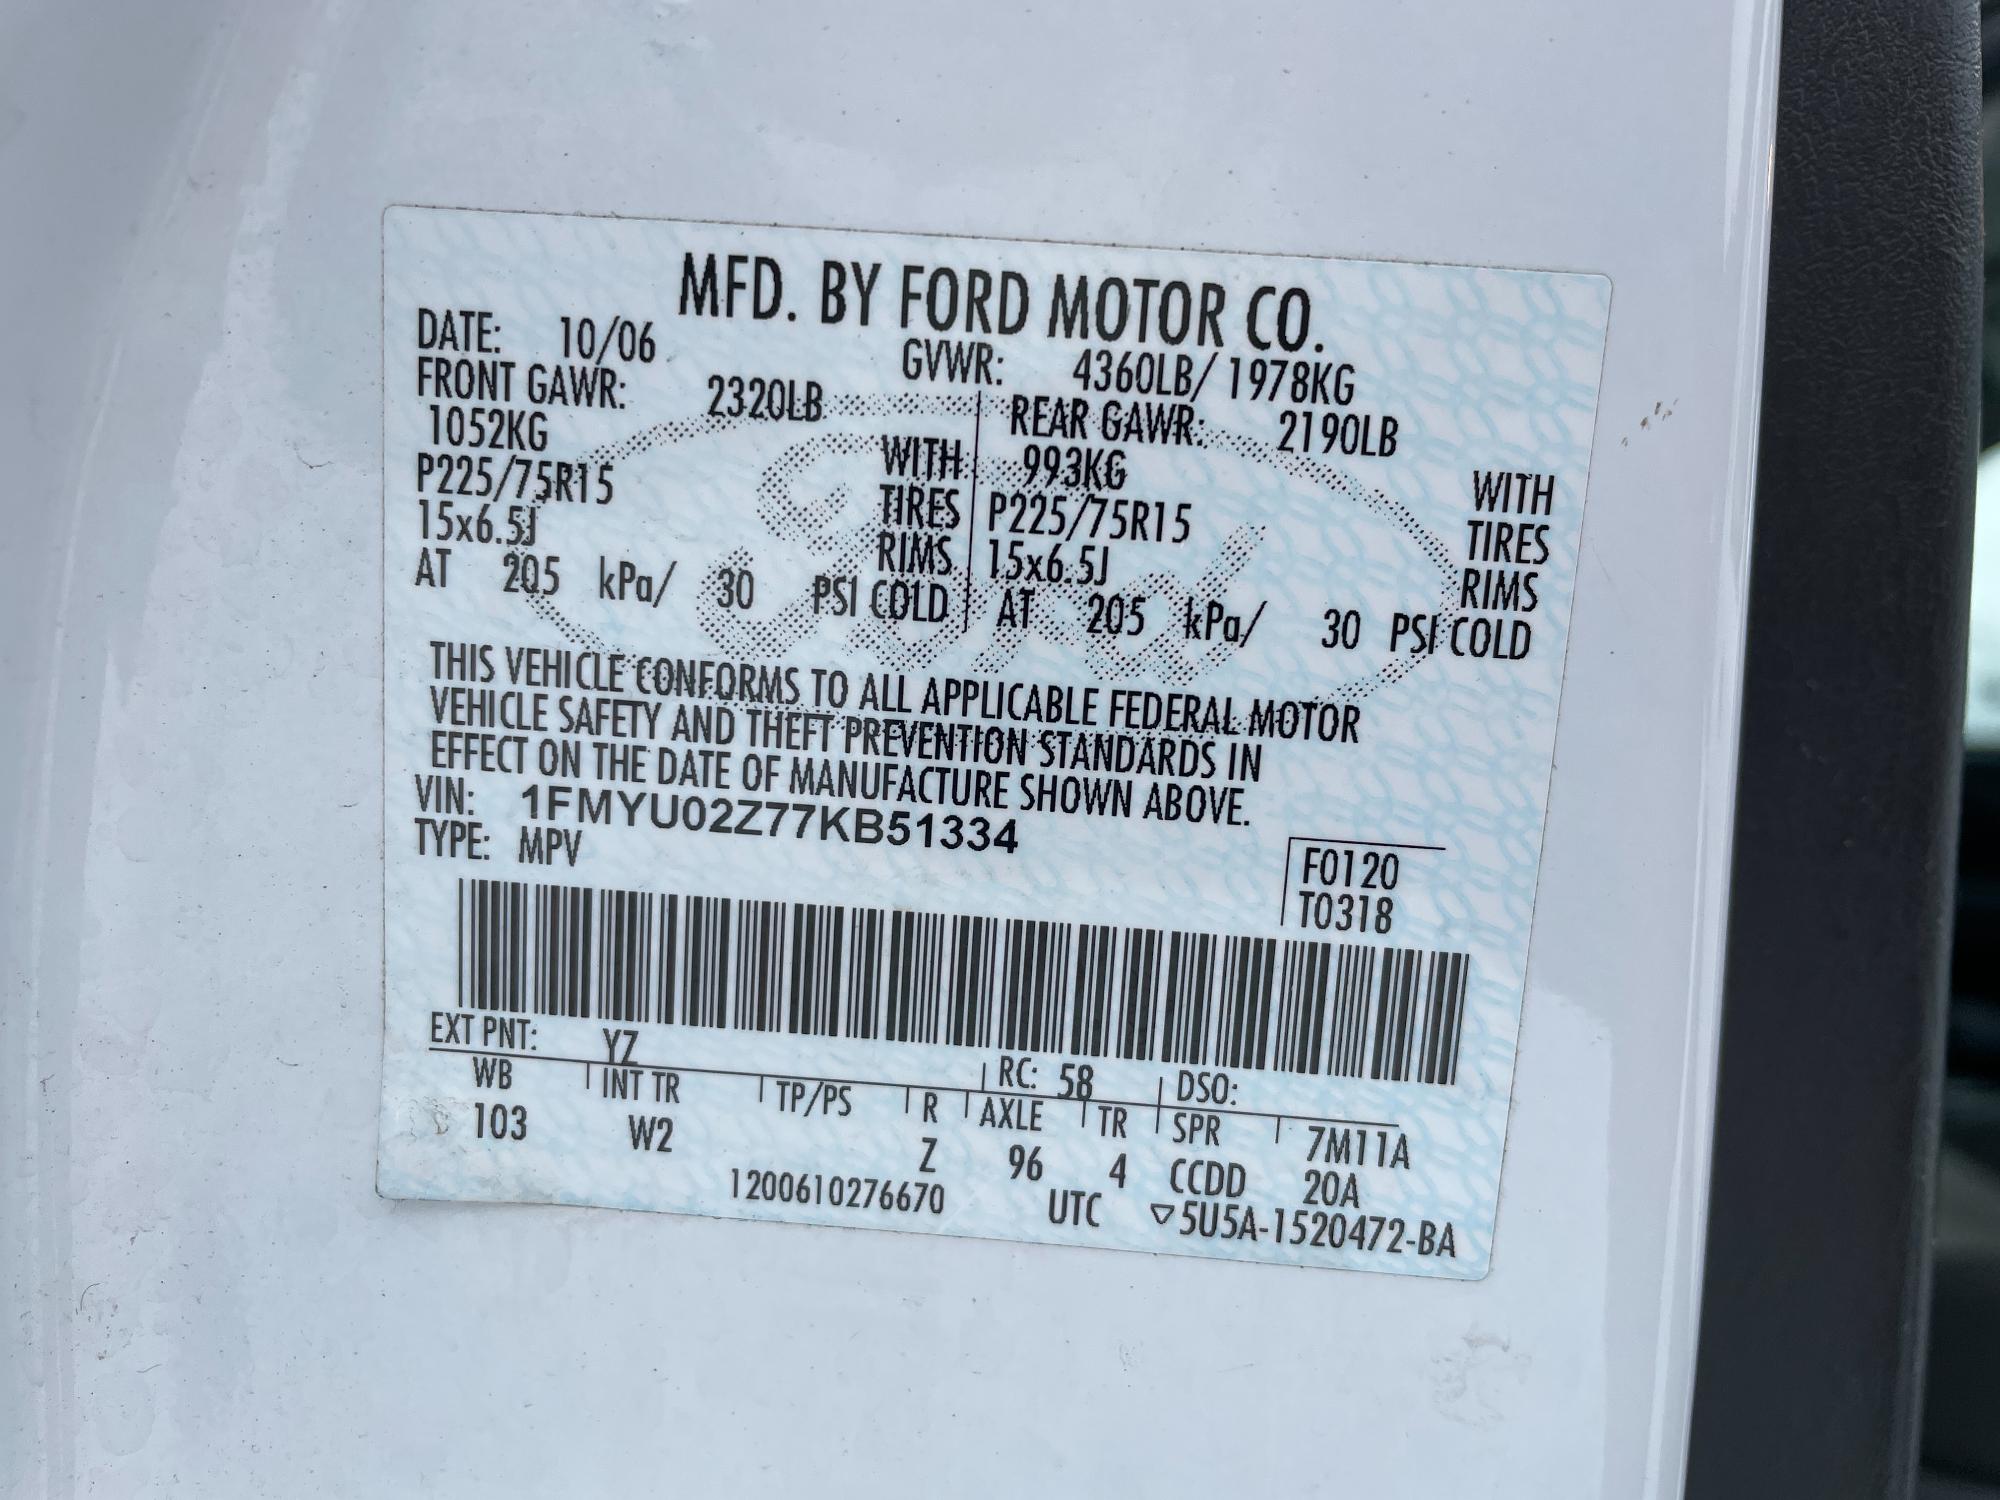 MFD. BY FORD MOTOR CO.
DATE: 10/06 GVWR: 4360LB/ 1978KG
FRONT GAWR: 2320LB REAR GAWR: 2190LB
1052KG WITH 993KG WITH
P225/75R15 TIRES P225/75R15 TIRES
15x6.5J RIMS 15x6.5J RIMS
AT 205 kPa/ 30 PSI COLD AT 205 kPa/ 30 PSI COLD
Ford
THIS VEHICLE CONFORMS TO ALL APPLICABLE FEDERAL MOTOR
VEHICLE SAFETY AND THEFT PREVENTION STANDARDS IN
EFFECT ON THE DATE OF MANUFACTURE SHOWN ABOVE.
VIN: 1FMYU02Z77KB51334
TYPE: MPV
F0120
T0318
EXT PNT: YZ RC: 58 DSO:
WB INT TR TP/PS R AXLE TR SPR 7M11A
103 W2 Z 96 4 CCDD 20A
1200610276670 UTC ▽5U5A-1520472-BA